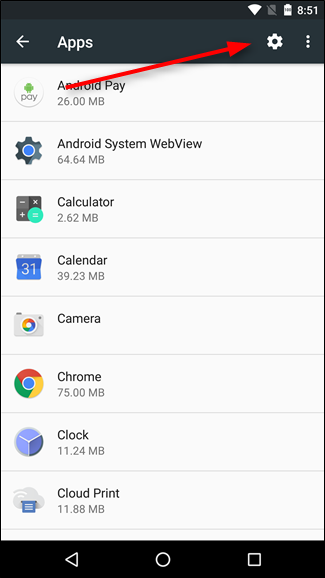 8:51
Apps
Android Pay
26.00 MB
pay
Android System WebView
64.64 MB
Calculator
2.62 MB
Calendar
39.23 MB
31
Camera
Chrome
75.00 MB
Clock
11.24 MB
Cloud Print
11.88 MB